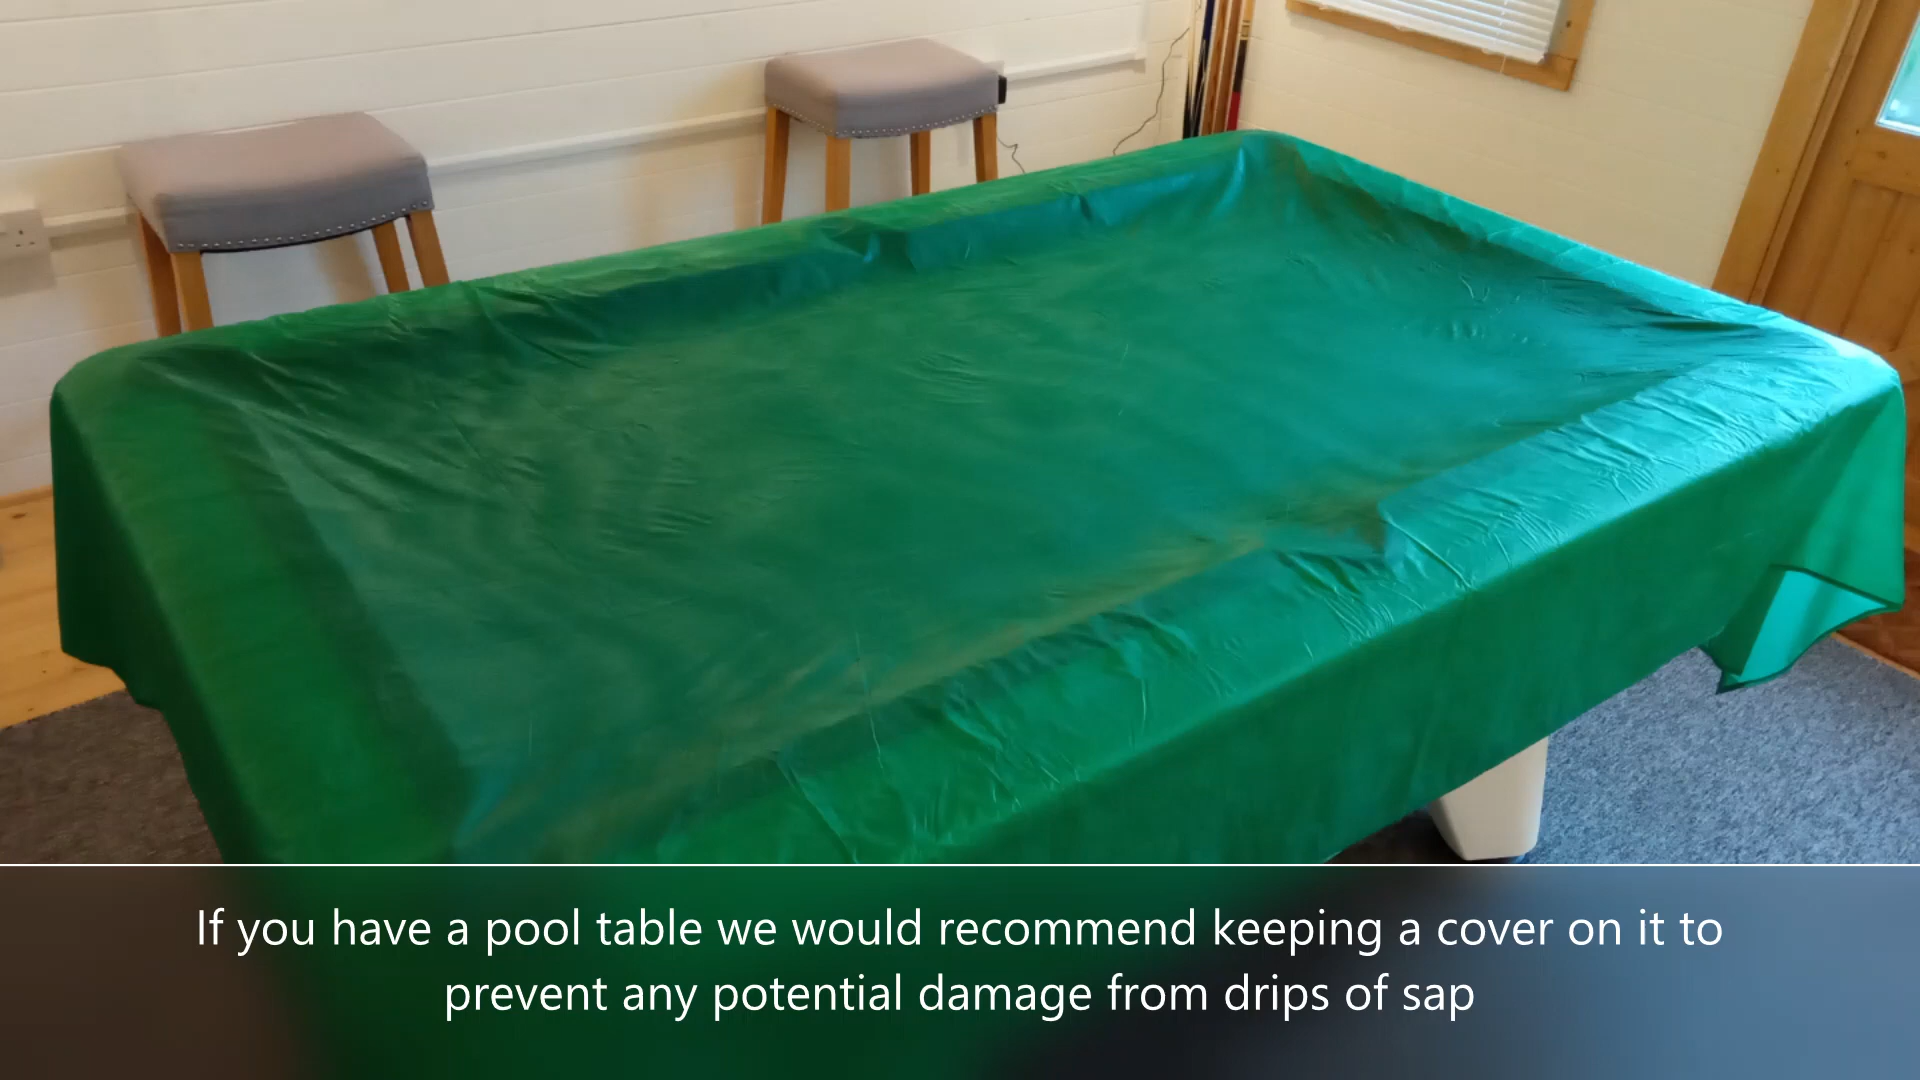 If you have a pool table we would recommend keeping a cover on it to
prevent any potential damage from drips of sap